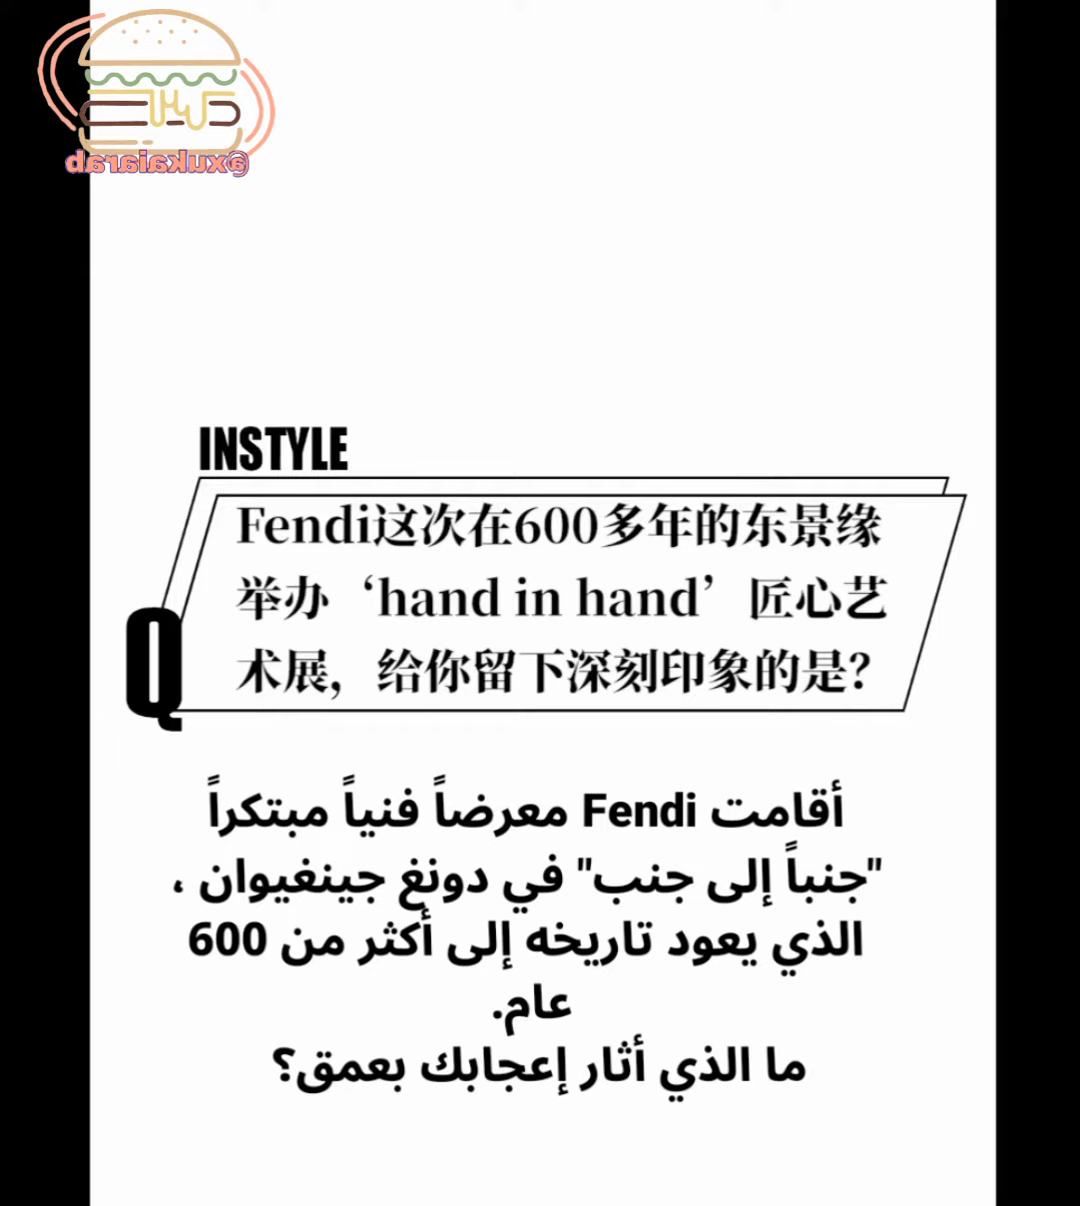 @xukaiarab
INSTYLE
Fendi这次在600多年的东景缘
举办‘hand in hand’匠心艺
术展，给你留下深刻印象的是？
Q
أقامت Fendi معرضاً فنياً مبتكراً
"جنباً إلى جنب" في دونغ جينغيوان ،
الذي يعود تاريخه إلى أكثر من 600
عام.
ما الذي أثار إعجابك بعمق؟